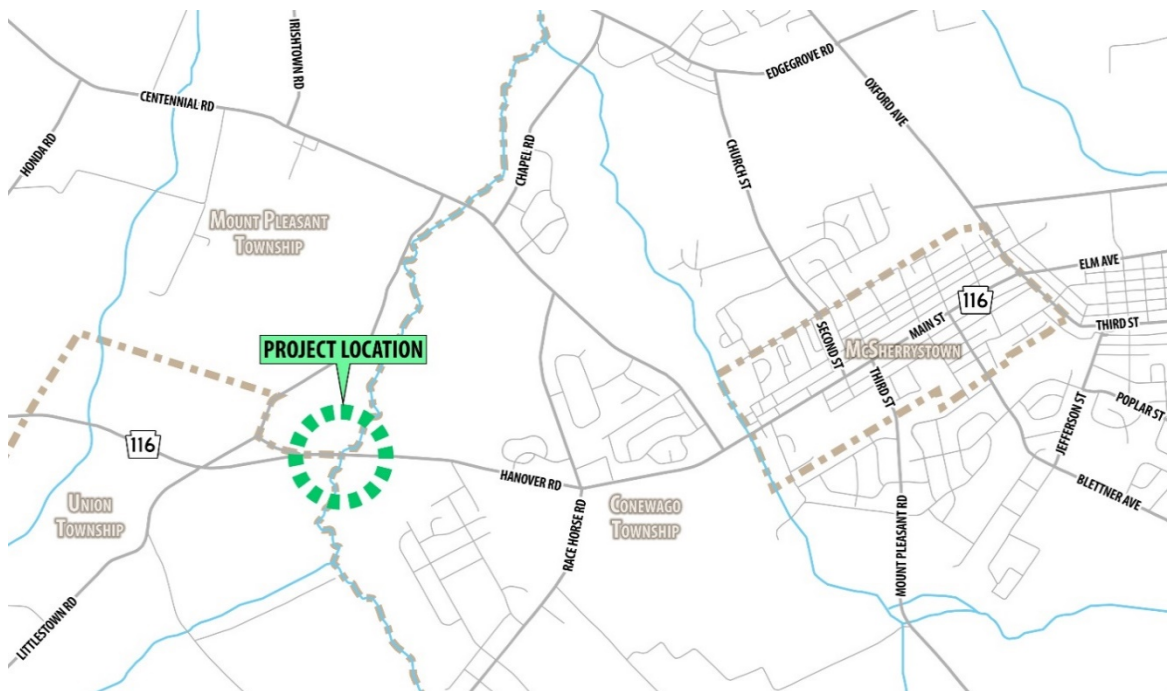 IRISHTOWN RD
EDGEGROVE RD
CENTENNIAL RD
OXFORD AVE
HONDA RD
CHAPEL RD
CHURCH ST
MOUNT PLEASANT
TOWNSHIP
ELM AVE
116
MAIN ST
THIRD ST
SECOND ST
MCSHERRYSTOWN
PROJECT LOCATION
THIRD ST
JEFFERSON ST
POPLAR ST
116
HANOVER RD
BLETTNER AVE
UNION
TOWNSHIP
CONEWAGO
TOWNSHIP
RACE HORSE RD
MOUNT PLEASANT RD
LITTLESTOWN RD